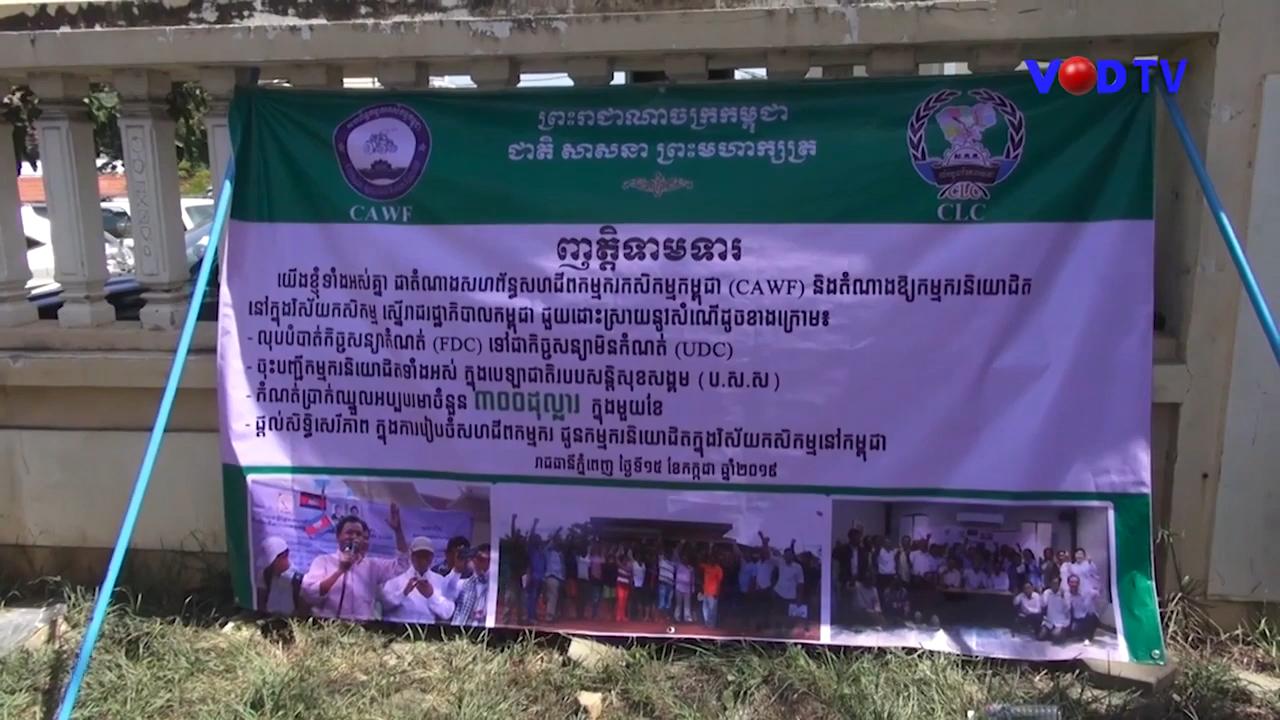 VOD TV
ព្រះរាជាណាចក្រកម្ពុជា
ជាតិ សាសនា ព្រះមហាក្សត្រ
CAWF
CLC
ញត្តិទាមទារ
យើងខ្ញុំទាំងអស់គ្នា ជាតំណាងសហព័ន្ធសហជីពកម្មករកសិកម្មកម្ពុជា (CAWF) និងតំណាងឱ្យកម្មករនិយោជិត
នៅក្នុងវិស័យកសិកម្ម ស្នើរាជរដ្ឋាភិបាលកម្ពុជា ជួយដោះស្រាយនូវសំណើដូចខាងក្រោម៖
- លុបបំបាត់កិច្ចសន្យាកំណត់ (FDC) ទៅជាកិច្ចសន្យាមិនកំណត់ (UDC)
- ចុះបញ្ជីកម្មករនិយោជិតទាំងអស់ ក្នុងបេឡាជាតិរបបសន្តិសុខសង្គម (ប.ស.ស)
- កំណត់ប្រាក់ឈ្នួលអប្បបរមាចំនួន ៣០០ដុល្លារ ក្នុងមួយខែ
- ផ្តល់សិទ្ធិសេរីភាព ក្នុងការរៀបចំសហជីពកម្មករ ជូនកម្មករនិយោជិតក្នុងវិស័យកសិកម្មនៅកម្ពុជា
រាជធានីភ្នំពេញ ថ្ងៃទី១៥ ខែកក្កដា ឆ្នាំ២០១៩